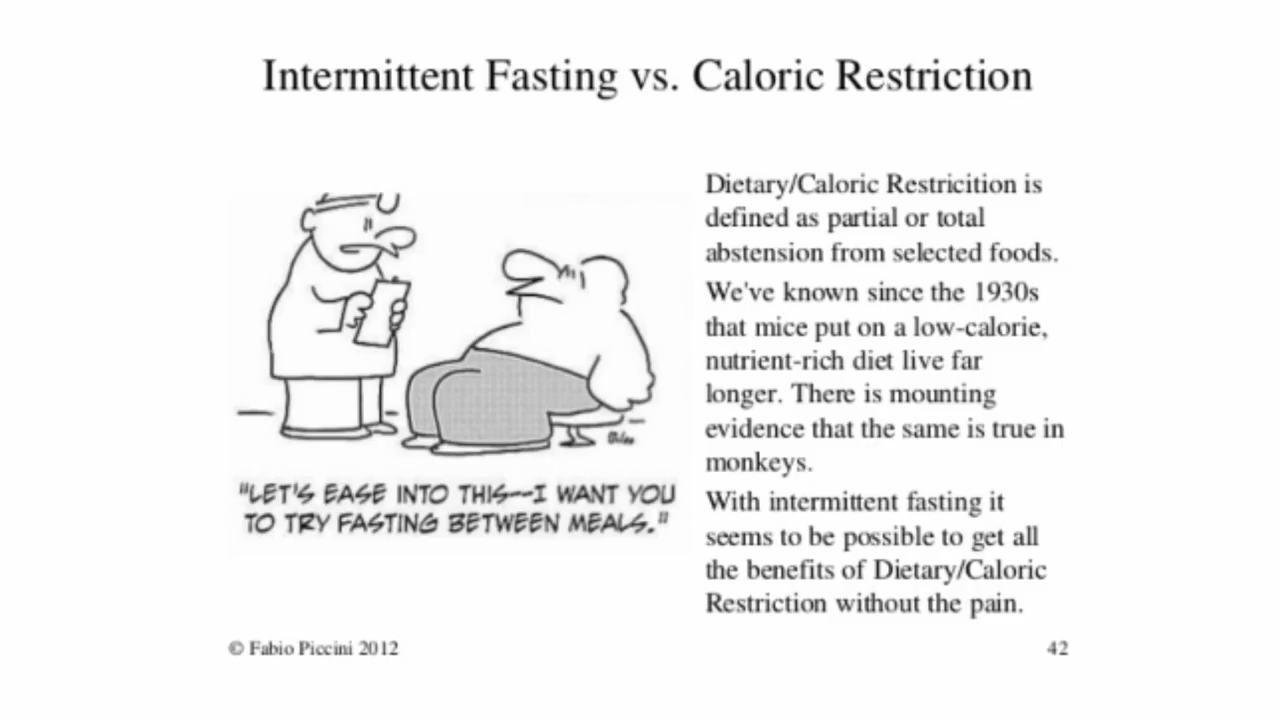 Intermittent Fasting vs. Caloric Restriction
"LET'S EASE INTO THIS--I WANT YOU
TO TRY FASTING BETWEEN MEALS."
Dietary/Caloric Restricition is
defined as partial or total
abstension from selected foods.
We've known since the 1930s
that mice put on a low-calorie,
nutrient-rich diet live far
longer. There is mounting
evidence that the same is true in
monkeys.
With intermittent fasting it
seems to be possible to get all
the benefits of Dietary/Caloric
Restriction without the pain.
© Fabio Piccini 2012
42